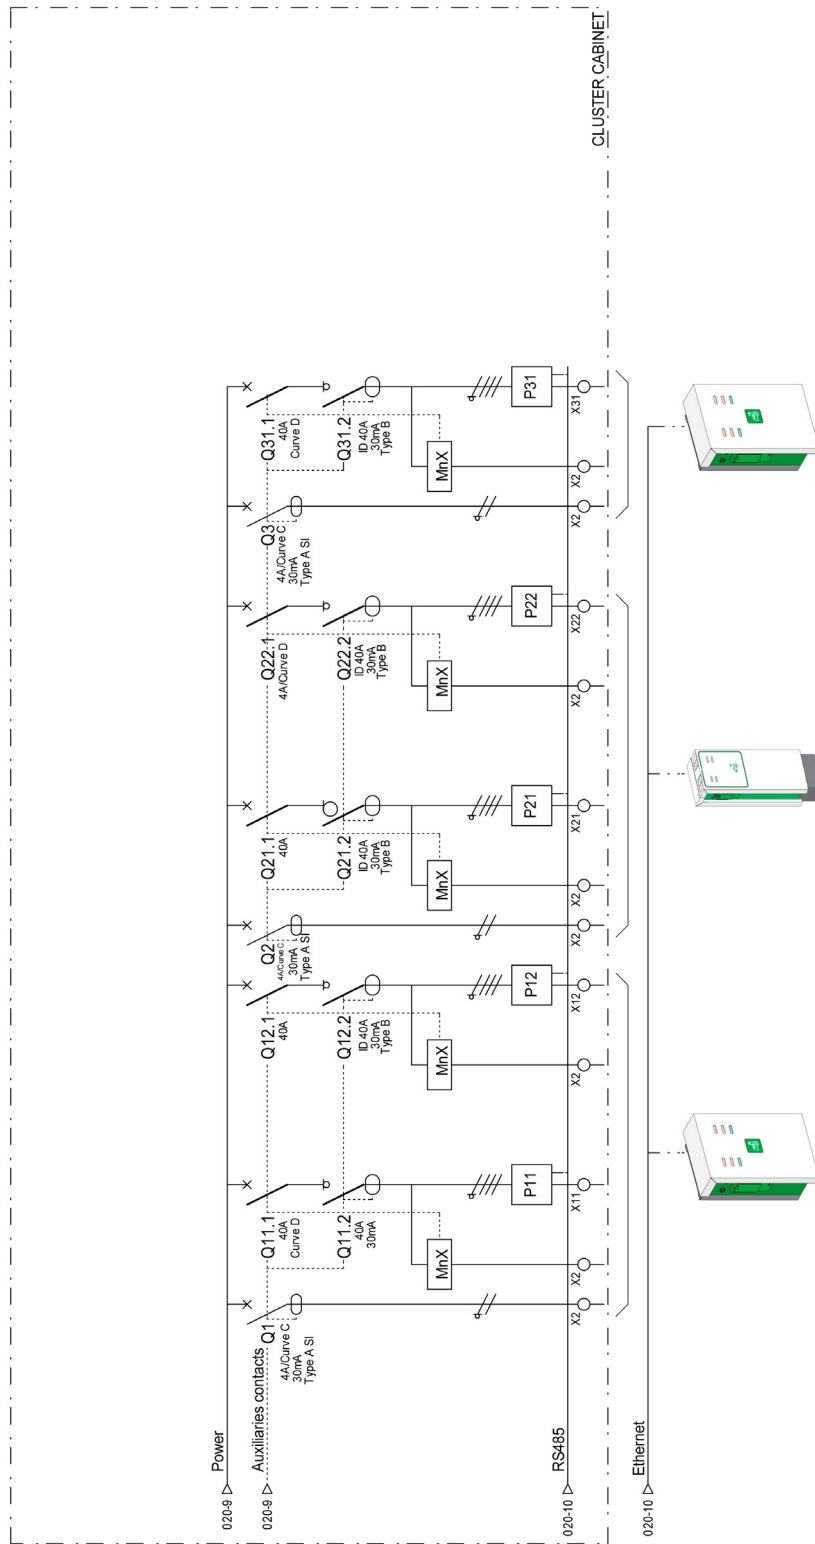 CLUSTER CABINET
020-9
Power
020-9
Auxiliaries contacts
020-10
RS485
020-10
Ethernet
Q1
4A/Curve C
30mA
Type A SI
Q11.1
40A
Curve D
Q11.2
40A
30mA
MnX
P11
X2
X2
X11
Q12.1
40A
Q12.2
ID 40A
30mA
Type B
MnX
P12
X2
X12
Q2
4A/Curve C
30mA
Type A SI
Q21.1
40A
Q21.2
ID 40A
30mA
Type B
MnX
P21
X2
X2
X21
Q22.1
4A/Curve D
Q22.2
ID 40A
30mA
Type B
MnX
P22
X2
X22
Q3
4A/Curve C
30mA
Type A SI
Q31.1
40A
Curve D
Q31.2
ID 40A
30mA
Type B
MnX
P31
X2
X2
X31